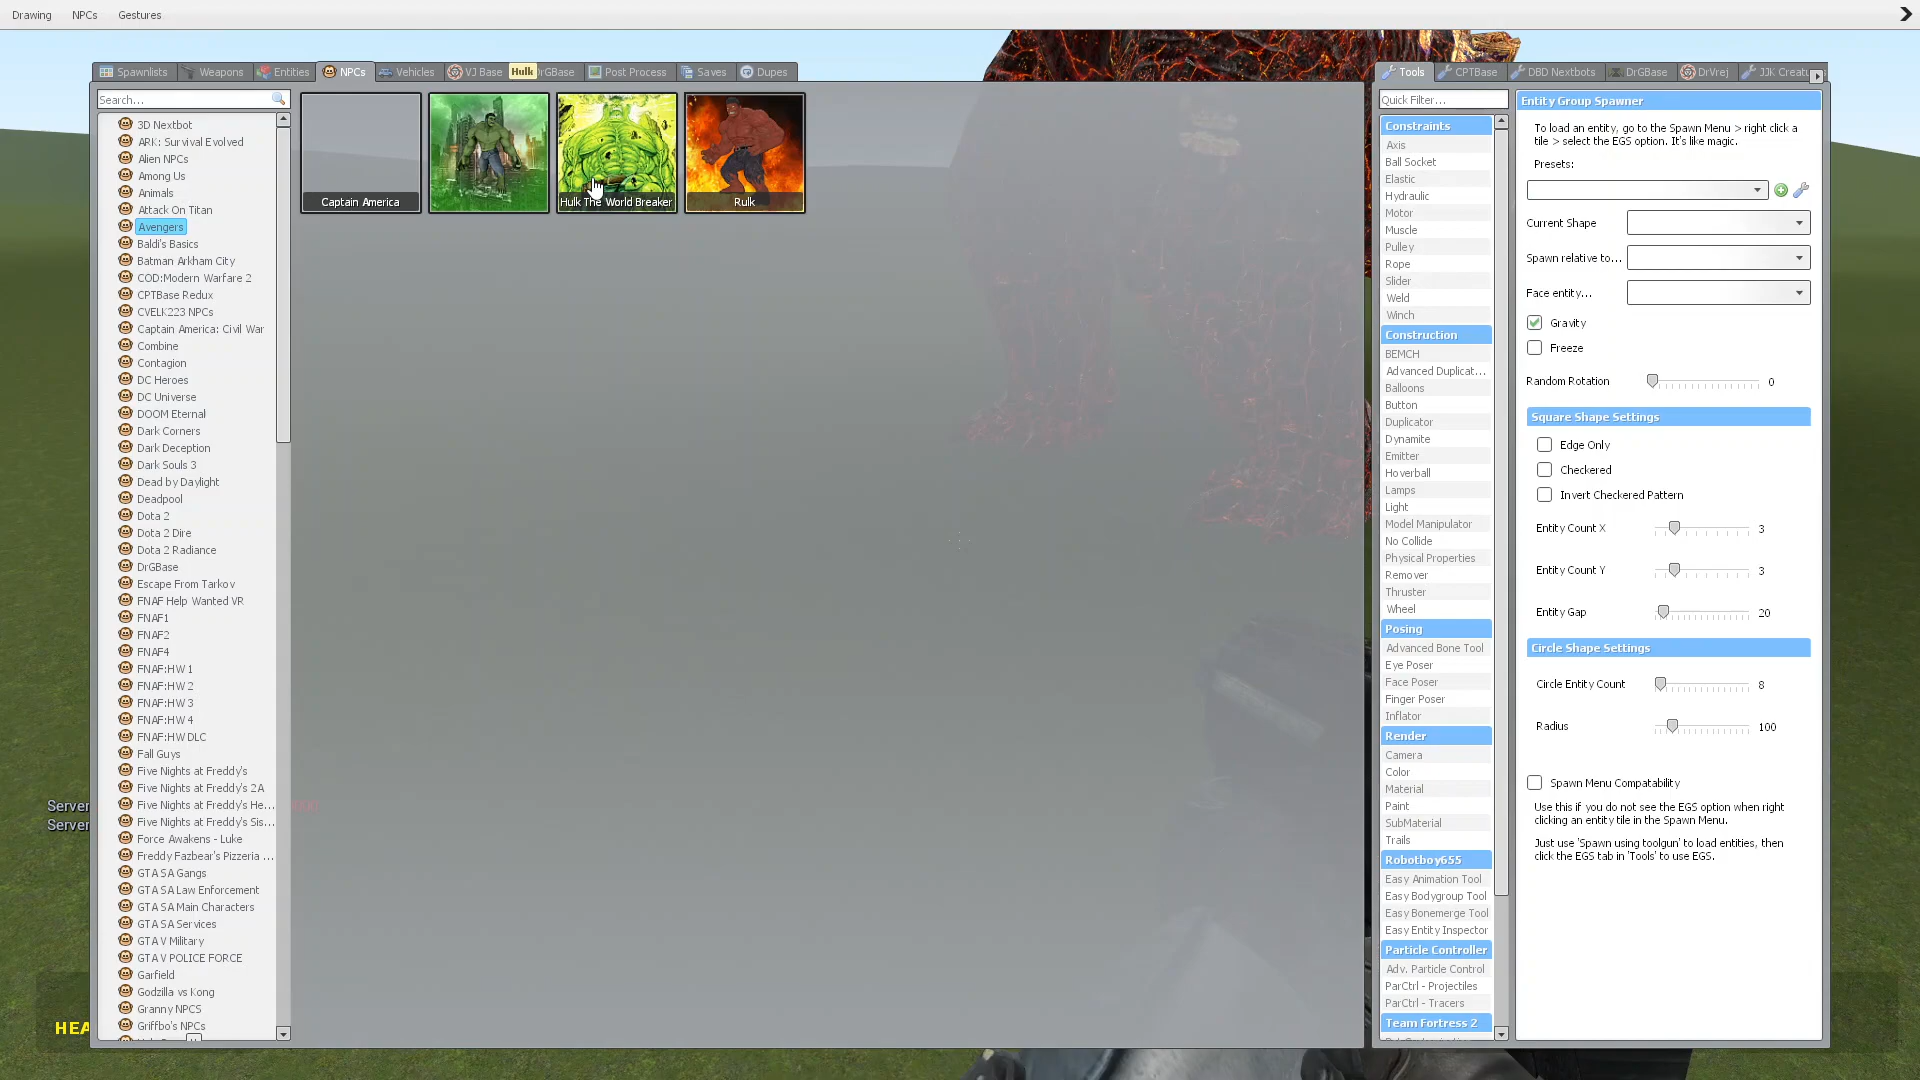 Drawing NPCs Gestures
Spawnlists Weapons Entities NPCs Vehicles VJ Base Hulk DrGBase Post Process Saves Dupes
Search...
3D Nextbot
ARK: Survival Evolved
Alien NPCs
Among Us
Animals
Attack On Titan
Avengers
Baldi's Basics
Batman Arkham City
COD:Modern Warfare 2
CPTBase Redux
CVELK223 NPCs
Captain America: Civil War
Combine
Contagion
DC Heroes
DC Universe
DOOM Eternal
Dark Corners
Dark Deception
Dark Souls 3
Dead by Daylight
Deadpool
Dota 2
Dota 2 Dire
Dota 2 Radiance
DrGBase
Escape From Tarkov
FNAF Help Wanted VR
FNAF1
FNAF2
FNAF4
FNAF:HW 1
FNAF:HW 2
FNAF:HW 3
FNAF:HW 4
FNAF:HW DLC
Fall Guys
Five Nights at Freddy's
Five Nights at Freddy's 2A
Five Nights at Freddy's He...
Five Nights at Freddy's Sis...
Force Awakens - Luke
Freddy Fazbear's Pizzeria ...
GTA SA Gangs
GTA SA Law Enforcement
GTA SA Main Characters
GTA SA Services
GTA V Military
GTA V POLICE FORCE
Garfield
Godzilla vs Kong
Granny NPCS
Griffbo's NPCs
Captain America
Hulk The World Breaker
Rulk
Server
Server
HEA
Tools CPTBase DBD Nextbots DrGBase DrVrej JJK Creatu
Quick Filter...
Constraints
Axis
Ball Socket
Elastic
Hydraulic
Motor
Muscle
Pulley
Rope
Slider
Weld
Winch
Construction
BEMCH
Advanced Duplicat...
Balloons
Button
Duplicator
Dynamite
Emitter
Hoverball
Lamps
Light
Model Manipulator
No Collide
Physical Properties
Remover
Thruster
Wheel
Posing
Advanced Bone Tool
Eye Poser
Face Poser
Finger Poser
Inflator
Render
Camera
Color
Material
Paint
SubMaterial
Trails
Robotboy655
Easy Animation Tool
Easy Bodygroup Tool
Easy Bonemerge Tool
Easy Entity Inspector
Particle Controller
Adv. Particle Control
ParCtrl - Projectiles
ParCtrl - Tracers
Team Fortress 2
Entity Group Spawner
To load an entity, go to the Spawn Menu > right click a
tile > select the EGS option. It's like magic.
Presets:
Current Shape
Spawn relative to...
Face entity...
Gravity
Freeze
Random Rotation 0
Square Shape Settings
Edge Only
Checkered
Invert Checkered Pattern
Entity Count X 3
Entity Count Y 3
Entity Gap 20
Circle Shape Settings
Circle Entity Count 8
Radius 100
Spawn Menu Compatability
Use this if you do not see the EGS option when right
clicking an entity tile in the Spawn Menu.
Just use 'Spawn using toolgun' to load entities, then
click the EGS tab in 'Tools' to use EGS.